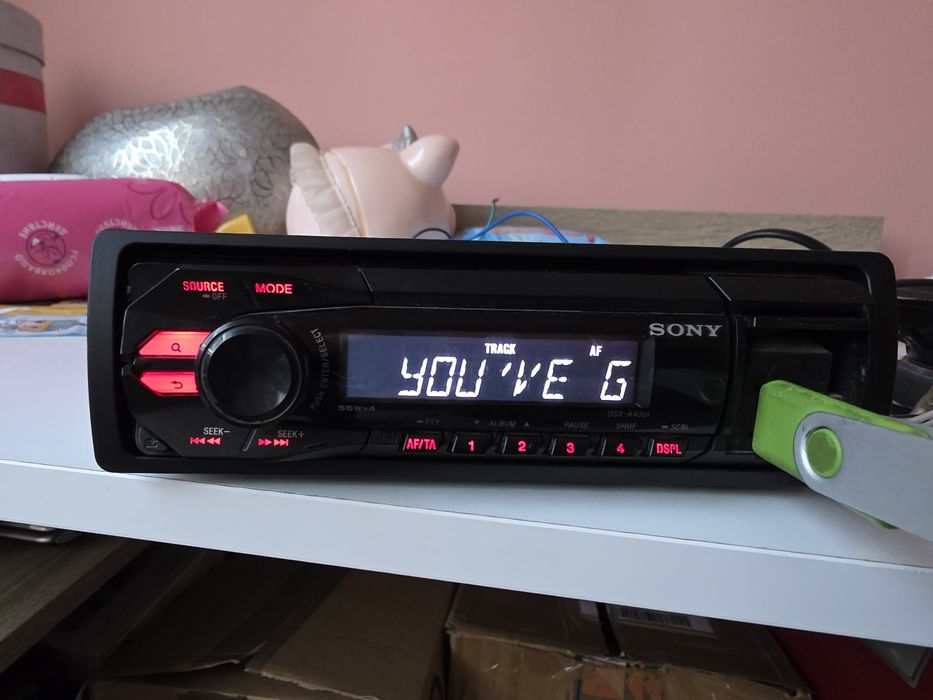 SOURCE
OFF
MODE
SONY
PUSH ENTER/SELECT
TRACK AF
YOU'VE G
55W×4
DSX-A40UI
SEEK- SEEK+
PTY ALBUM PAUSE SHUF SCRL
AF/TA 1 2 3 4 DSPL